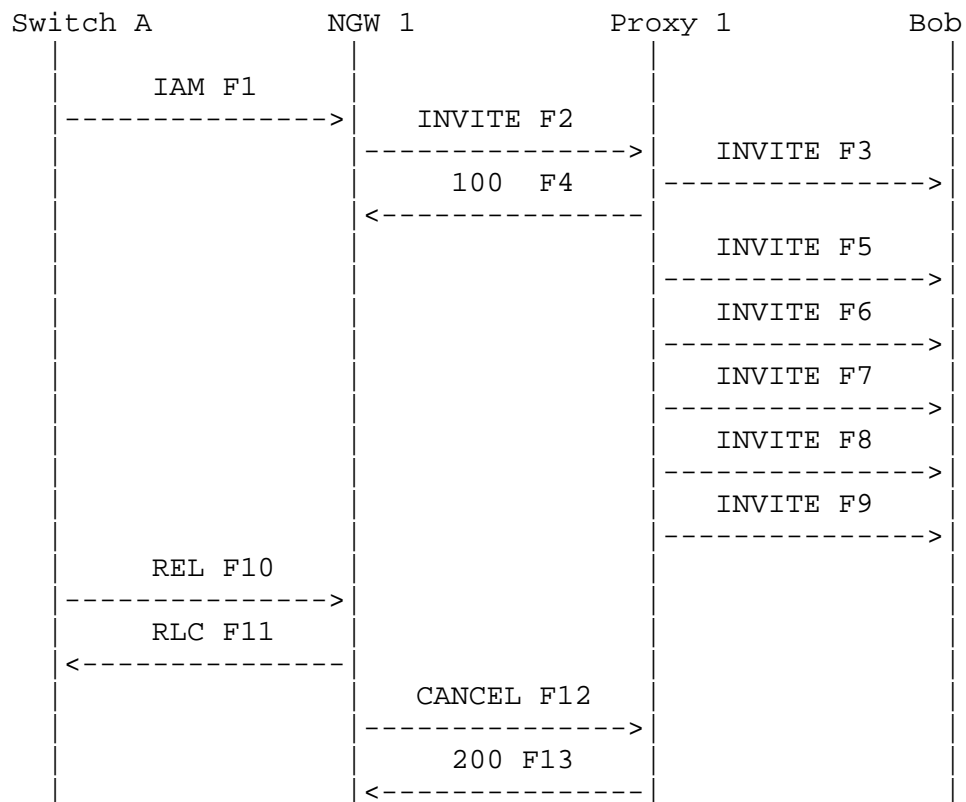 Switch A NGW 1 Proxy 1 Bob
IAM F1
INVITE F2
INVITE F3
100 F4
INVITE F5
INVITE F6
INVITE F7
INVITE F8
INVITE F9
REL F10
RLC F11
CANCEL F12
200 F13